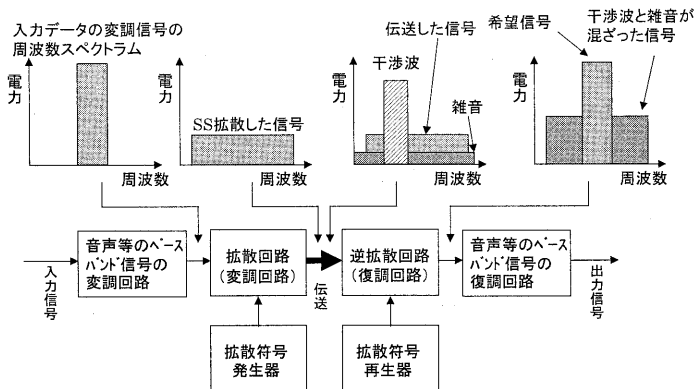 入力データの変調信号の
周波数スペクトラム
電力
周波数
SS拡散した信号
電力
周波数
伝送した信号
干渉波
雑音
電力
周波数
希望信号
干渉波と雑音が
混ざった信号
電力
周波数
入力信号
音声等のベース
バンド信号の
変調回路
拡散回路
(変調回路)
伝送
逆拡散回路
(復調回路)
音声等のベース
バンド信号の
復調回路
出力信号
拡散符号
発生器
拡散符号
再生器